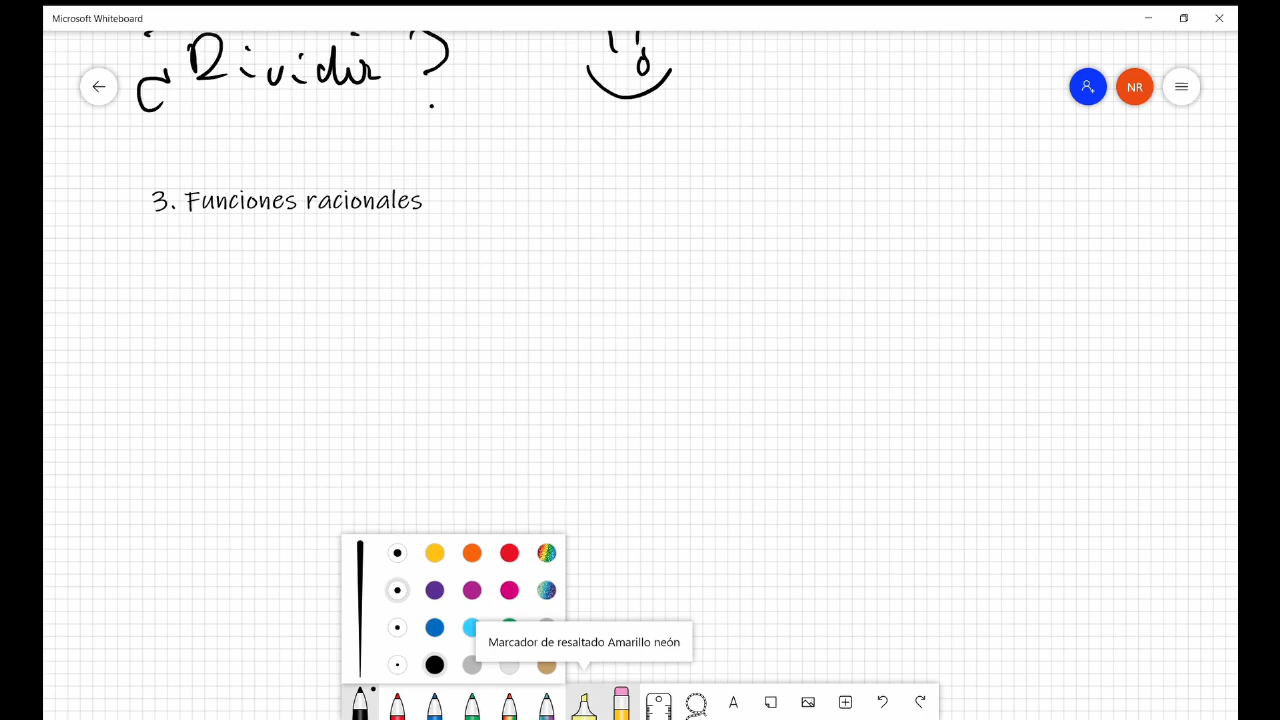 Microsoft Whiteboard
¿Dividir?
NR
3. Funciones racionales
Marcador de resaltado Amarillo neón
A